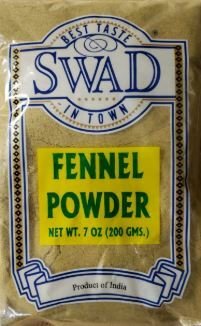 BEST TASTE
SWAD
IN TOWN
FENNEL
POWDER
NET WT. 7 OZ (200 GMS.)
Product of India